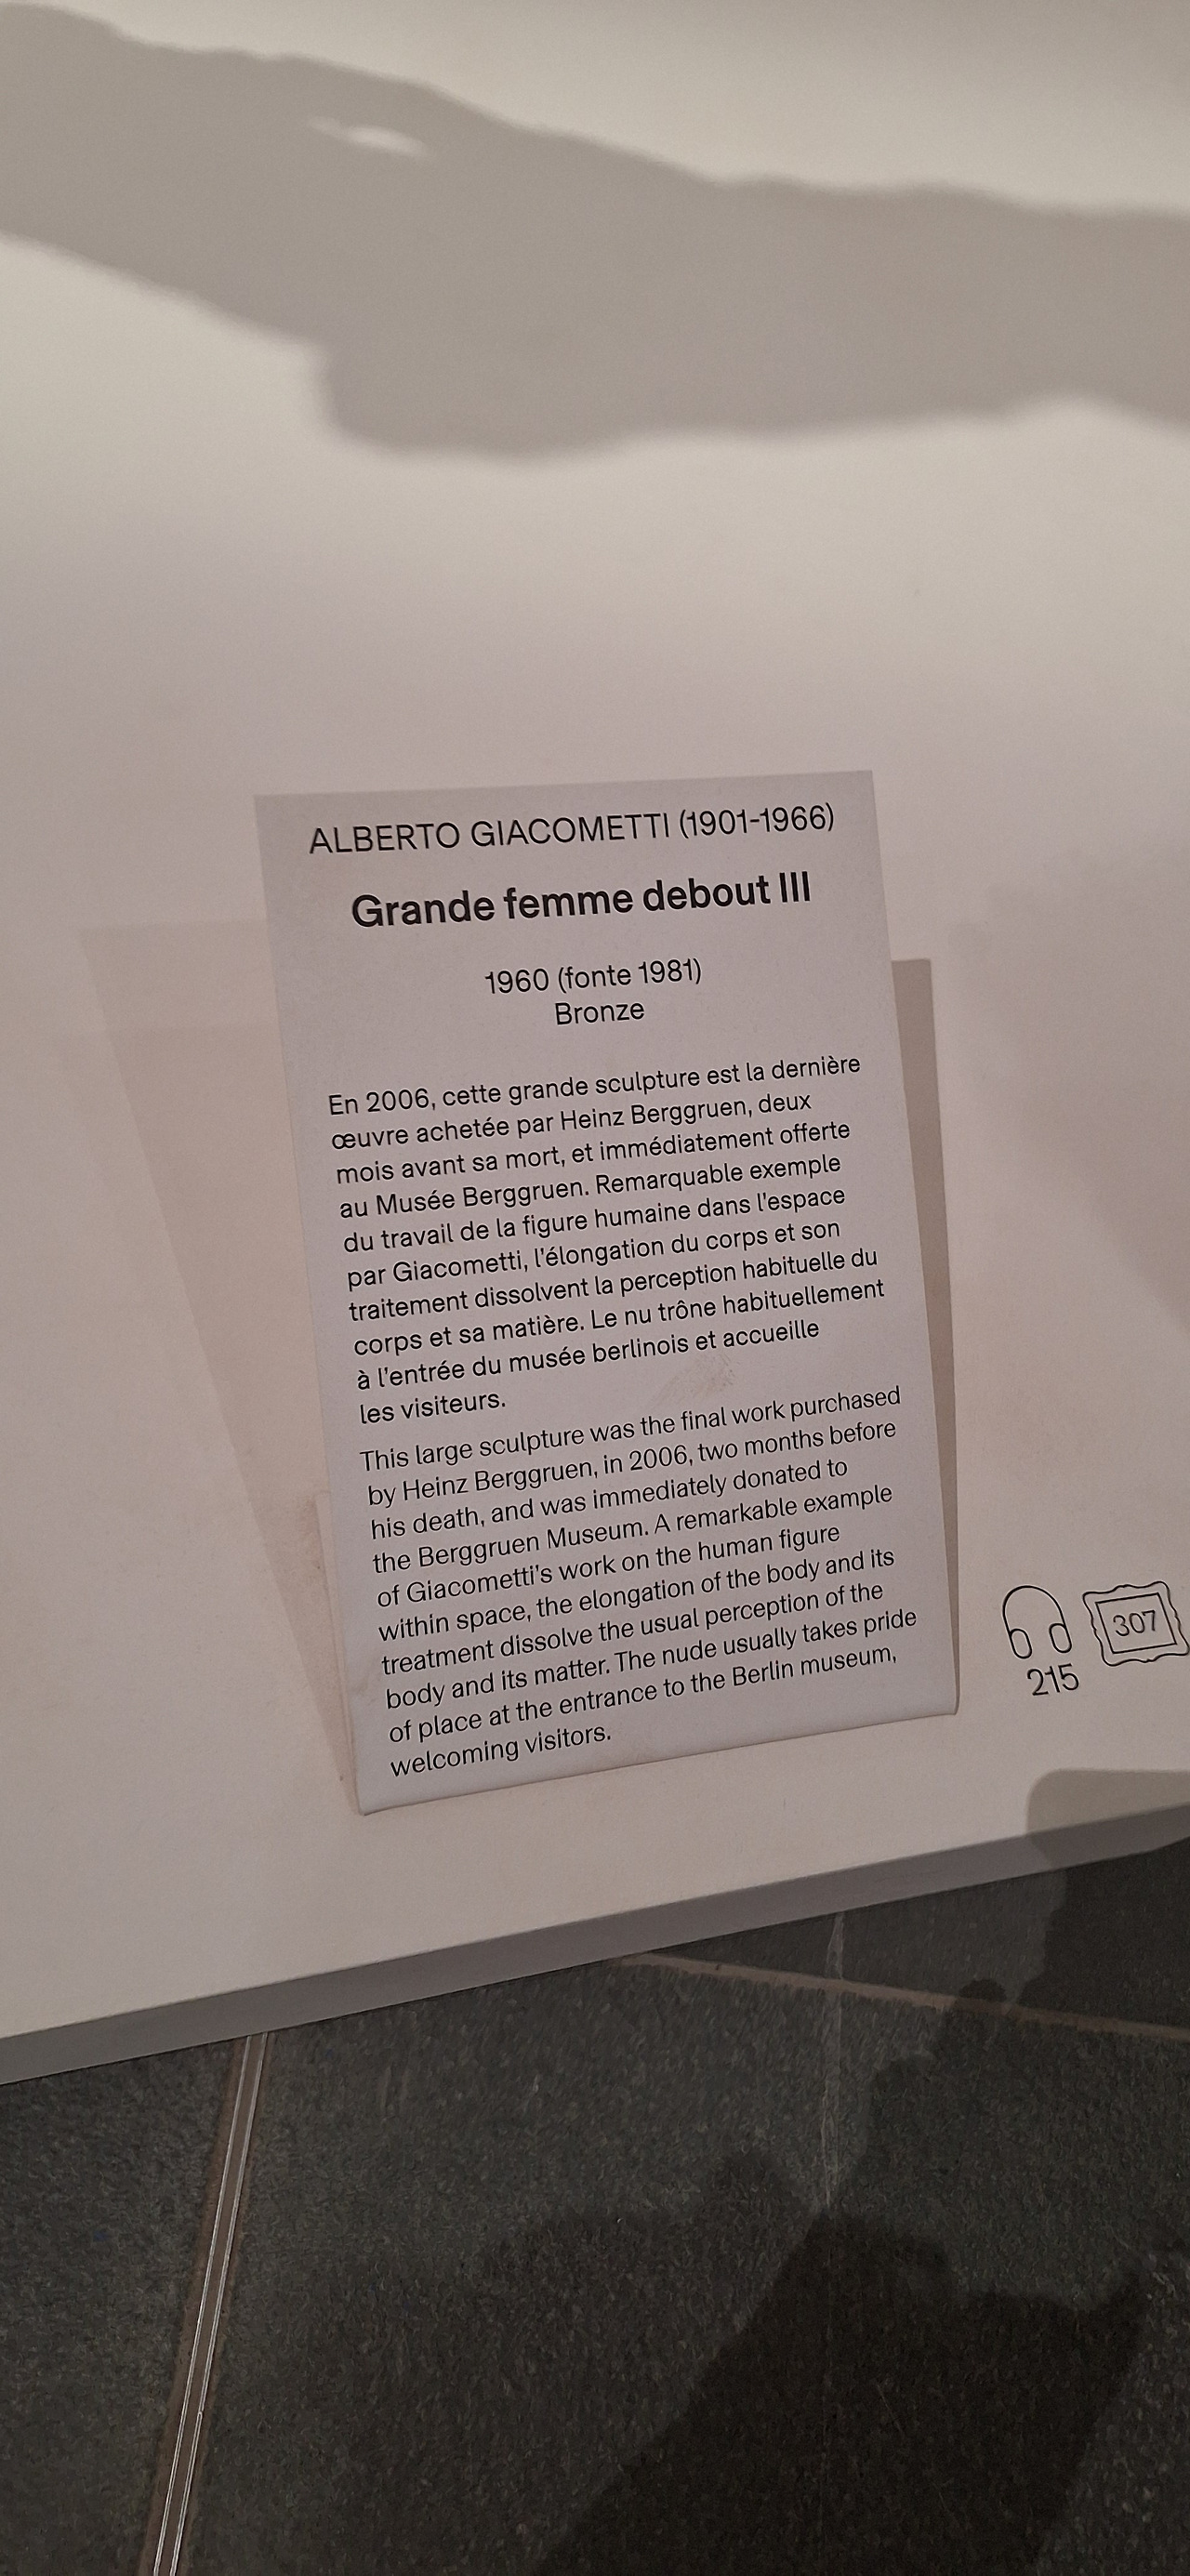 ALBERTO GIACOMETTI (1901-1966)
Grande femme debout III
1960 (fonte 1981)
Bronze
En 2006, cette grande sculpture est la dernière
œuvre achetée par Heinz Berggruen, deux
mois avant sa mort, et immédiatement offerte
au Musée Berggruen. Remarquable exemple
du travail de la figure humaine dans l'espace
par Giacometti, l'élongation du corps et son
traitement dissolvent la perception habituelle du
corps et sa matière. Le nu trône habituellement
à l'entrée du musée berlinois et accueille
les visiteurs.
This large sculpture was the final work purchased
by Heinz Berggruen, in 2006, two months before
his death, and was immediately donated to
the Berggruen Museum. A remarkable example
of Giacometti's work on the human figure
within space, the elongation of the body and its
treatment dissolve the usual perception of the
body and its matter. The nude usually takes pride
of place at the entrance to the Berlin museum,
welcoming visitors.
307
215